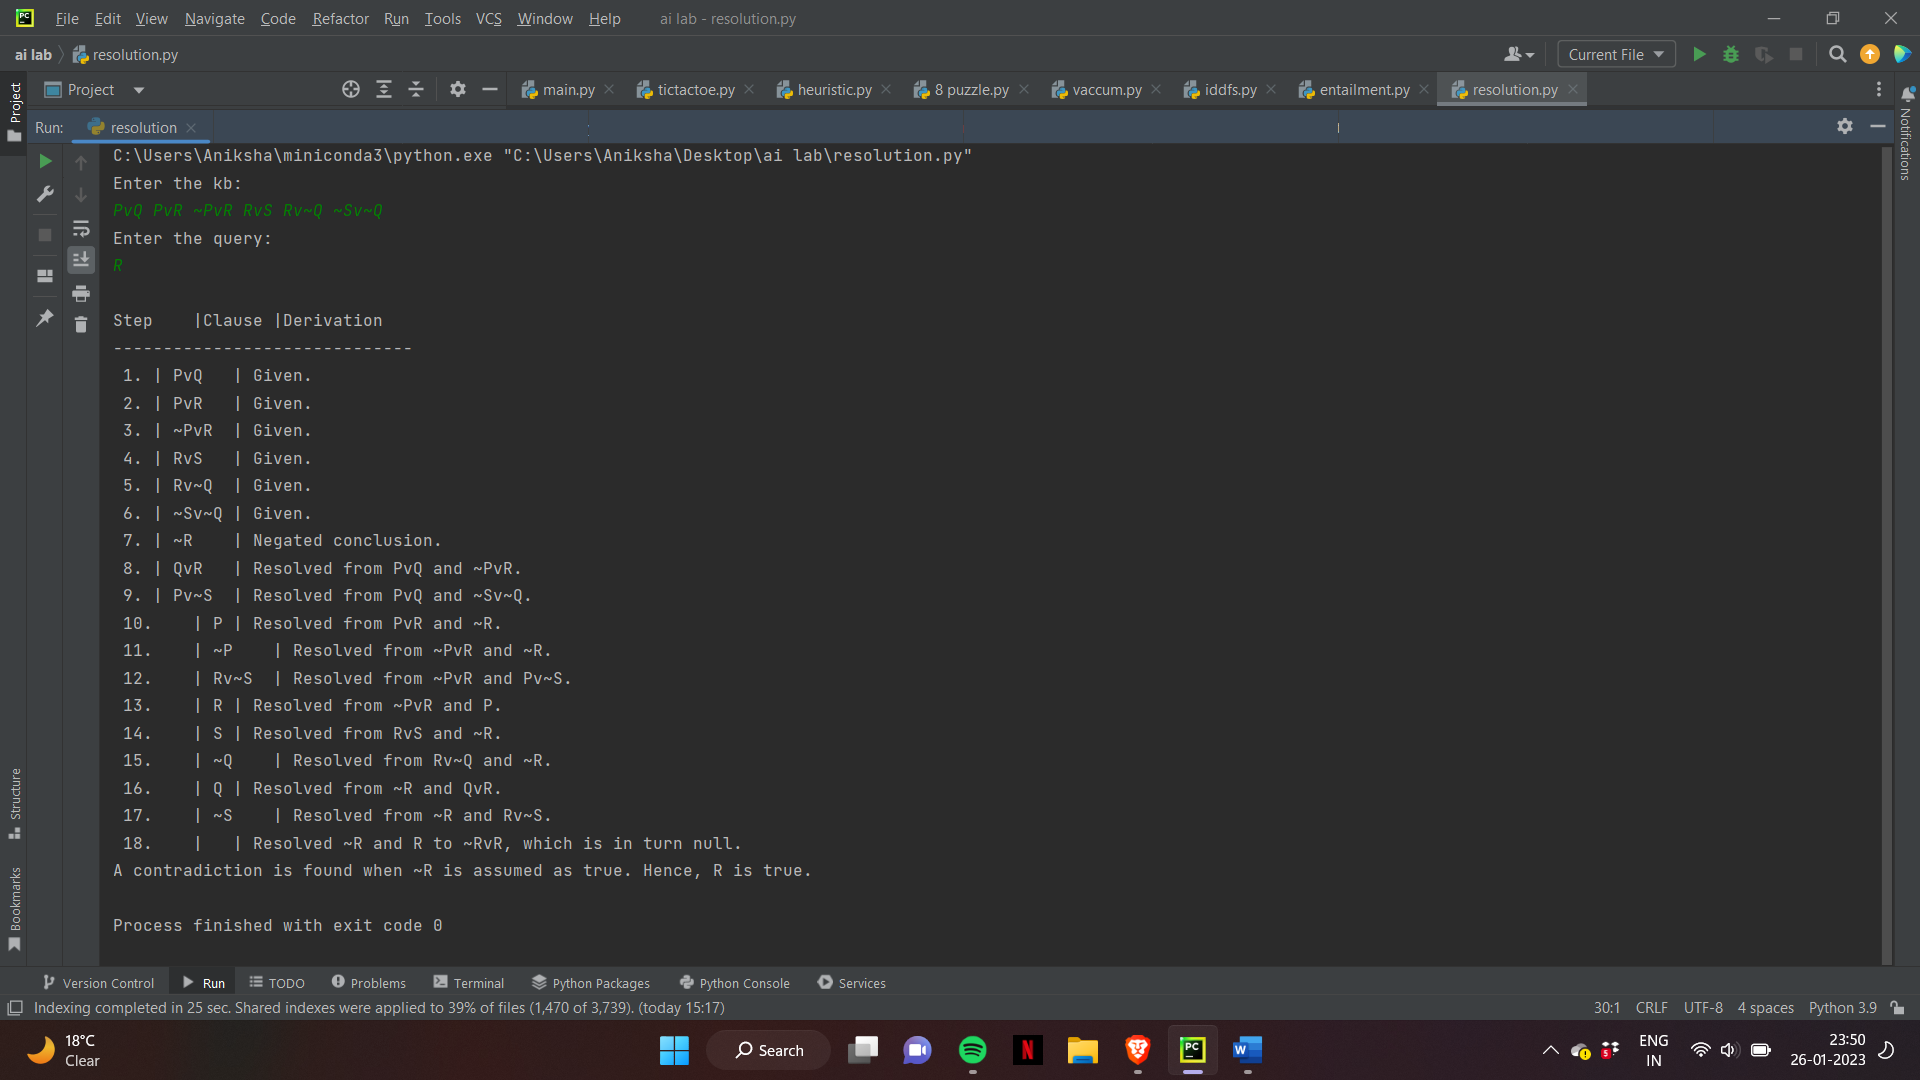 PC File Edit View Navigate Code Refactor Run Tools VCS Window Help ai lab - resolution.py
ai lab resolution.py Current File
Project main.py tictactoe.py heuristic.py 8 puzzle.py vaccum.py iddfs.py entailment.py resolution.py
Project
Notifications
Run: resolution
C:\Users\Aniksha\miniconda3\python.exe "C:\Users\Aniksha\Desktop\ai lab\resolution.py"
Enter the kb:
PvQ PvR ~PvR RvS Rv~Q ~Sv~Q
Enter the query:
R
Step |Clause |Derivation
------------------------------
1. | PvQ | Given.
2. | PvR | Given.
3. | ~PvR | Given.
4. | RvS | Given.
5. | Rv~Q | Given.
6. | ~Sv~Q | Given.
7. | ~R | Negated conclusion.
8. | QvR | Resolved from PvQ and ~PvR.
9. | Pv~S | Resolved from PvQ and ~Sv~Q.
10. | P | Resolved from PvR and ~R.
11. | ~P | Resolved from ~PvR and ~R.
12. | Rv~S | Resolved from ~PvR and Pv~S.
13. | R | Resolved from ~PvR and P.
14. | S | Resolved from RvS and ~R.
15. | ~Q | Resolved from Rv~Q and ~R.
16. | Q | Resolved from ~R and QvR.
17. | ~S | Resolved from ~R and Rv~S.
18. | | Resolved ~R and R to ~RvR, which is in turn null.
A contradiction is found when ~R is assumed as true. Hence, R is true.
Process finished with exit code 0
Structure
Bookmarks
Version Control Run TODO Problems Terminal Python Packages Python Console Services
Indexing completed in 25 sec. Shared indexes were applied to 39% of files (1,470 of 3,739). (today 15:17) 30:1 CRLF UTF-8 4 spaces Python 3.9
18°C
Clear
Search
N
PC
W
5
ENG
IN
23:50
26-01-2023